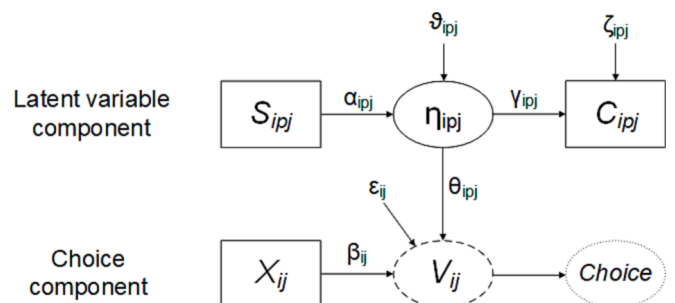 ϑipj
ζipj
Latent variable
component
Sipj
αipj
ηipj
γipj
Cipj
εij
θipj
Choice
component
Xij
βij
Vij
Choice